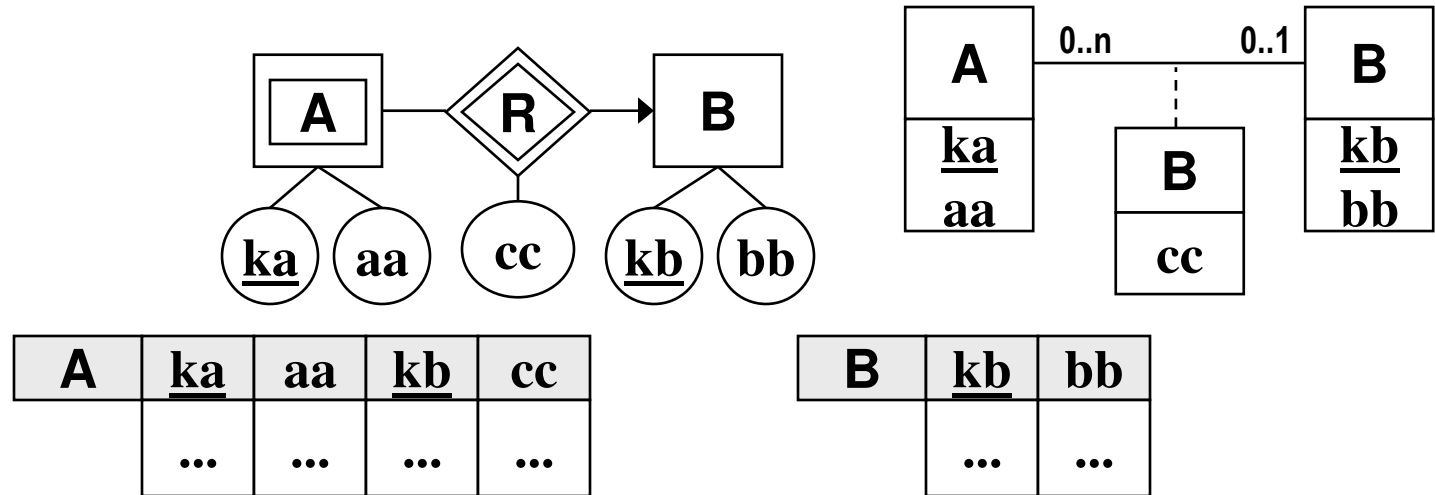 A R B
ka aa cc kb bb
A 0..n 0..1 B
ka
aa
B
cc
kb
bb
A ka aa kb cc
... ... ... ...
B kb bb
... ...